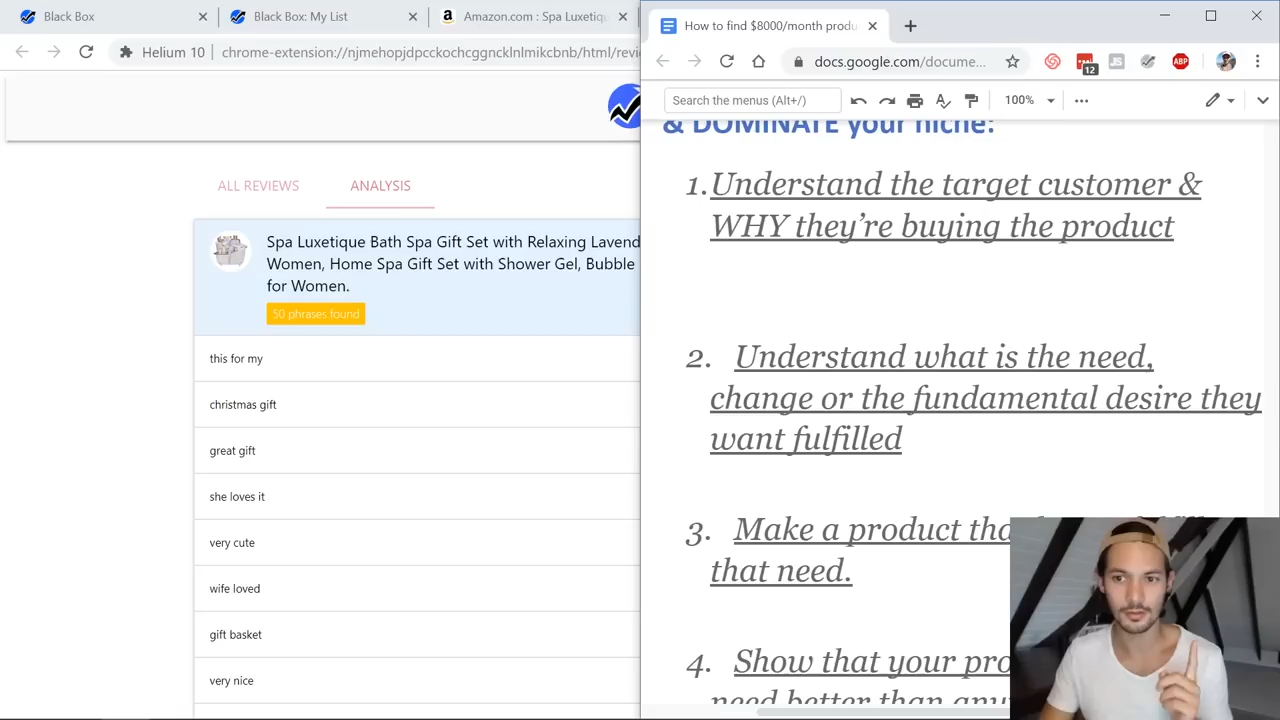 Black Box
Black Box: My List
Amazon.com : Spa Luxetiqu
How to find $8000/month produ
Helium 10
chrome-extension://njmehopjdpcckochcggncklnlmikcbnb/html/revi
docs.google.com/docume...
12
JS
ABP
Search the menus (Alt+/)
100%
& DOMINATE your niche:
ALL REVIEWS
ANALYSIS
Spa Luxetique Bath Spa Gift Set with Relaxing Lavend
Women, Home Spa Gift Set with Shower Gel, Bubble
for Women.
50 phrases found
this for my
christmas gift
great gift
she loves it
very cute
wife loved
gift basket
very nice
1. Understand the target customer &
WHY they're buying the product
2. Understand what is the need,
change or the fundamental desire they
want fulfilled
3. Make a product tha
that need.
4. Show that your pro
need better than any